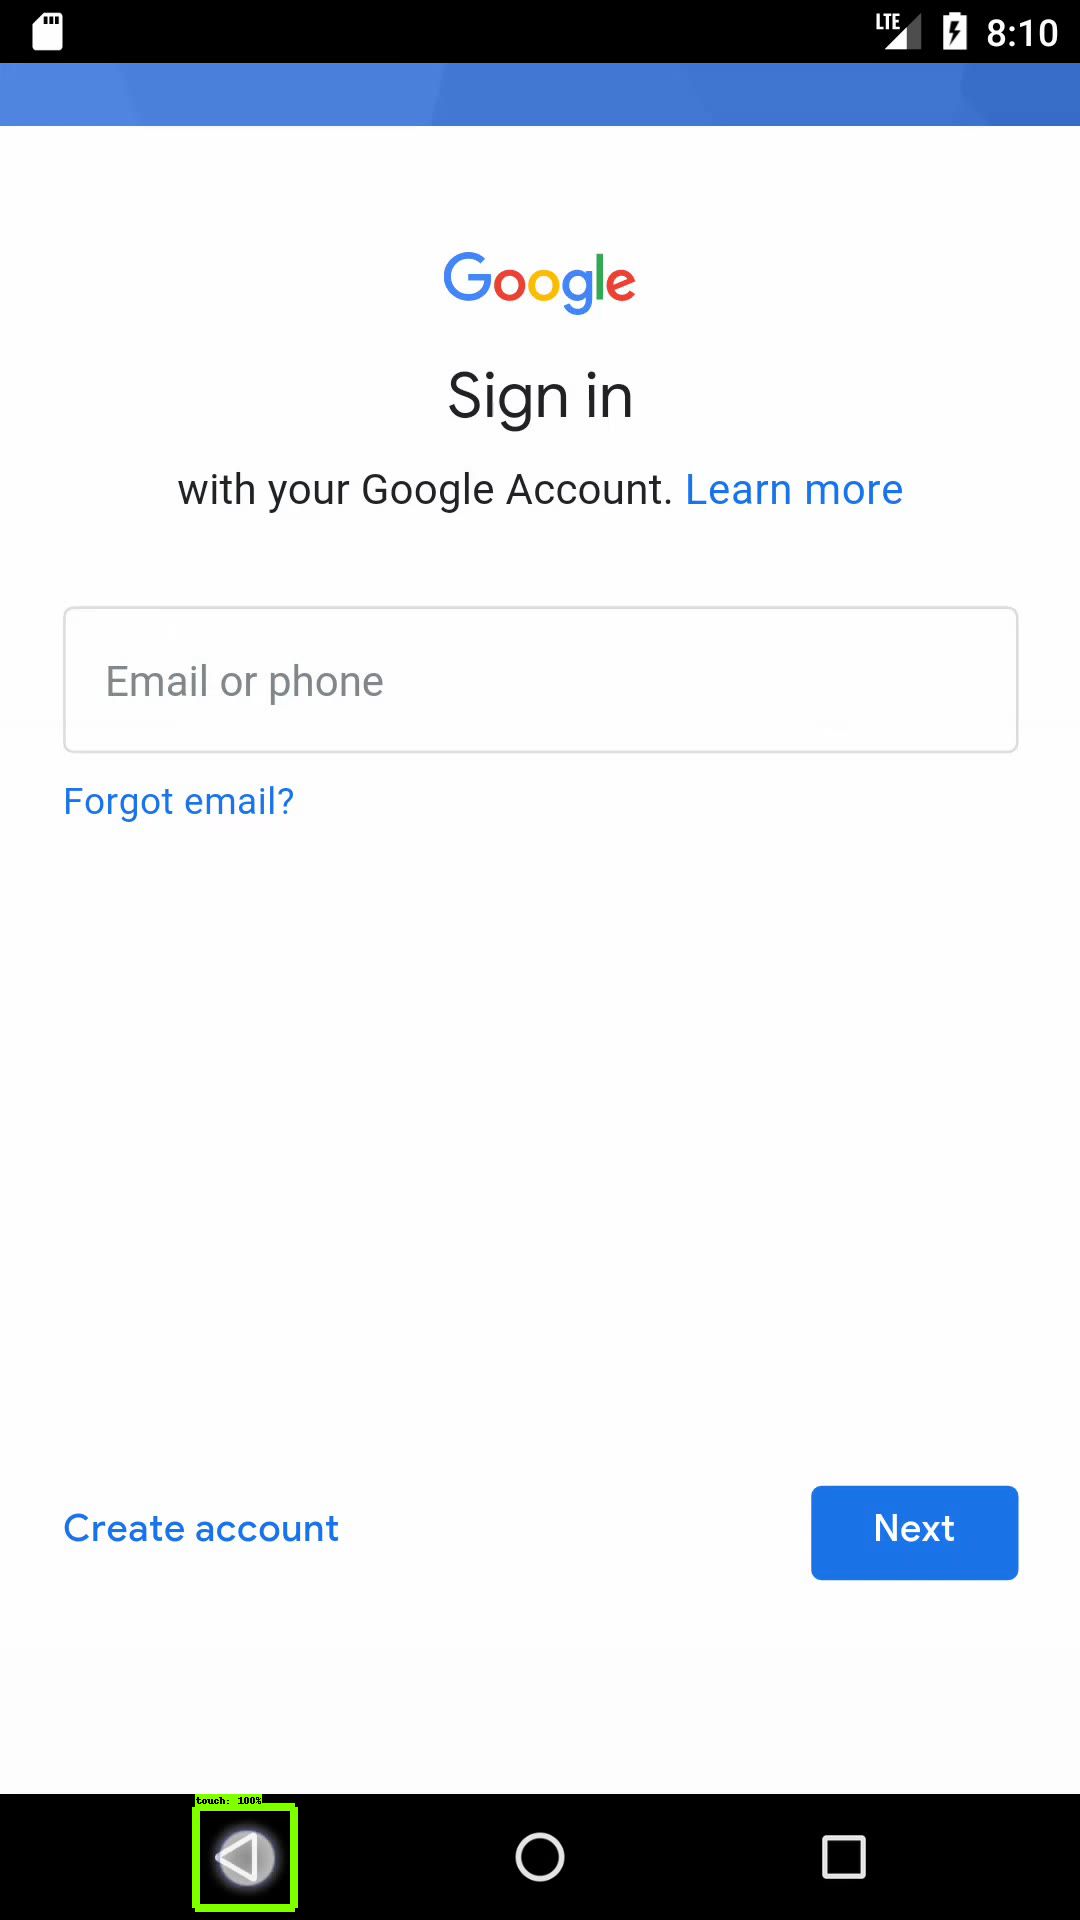 LTE 8:10
Google
Sign in
with your Google Account. Learn more
Email or phone
Forgot email?
Create account
Next
touch: 100%